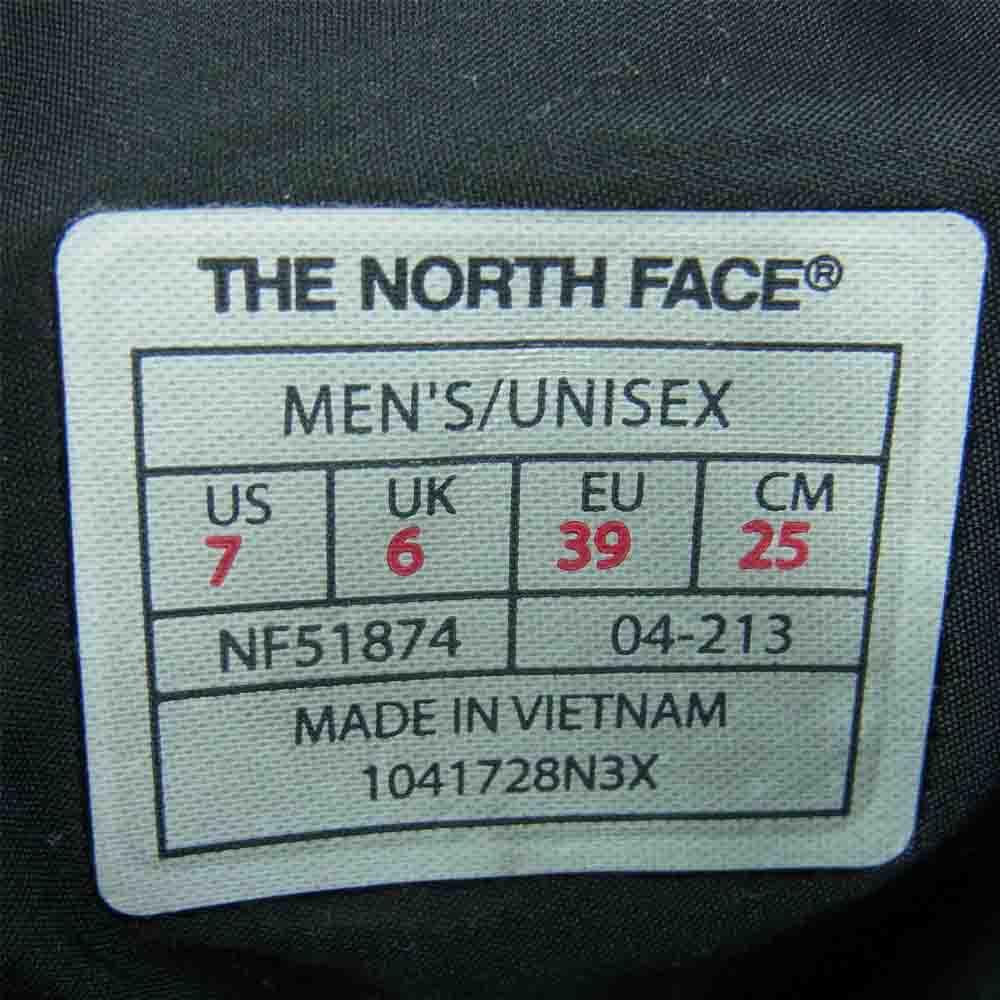 THE NORTH FACE®
MEN'S/UNISEX
US UK EU CM
7 6 39 25
NF51874 04-213
MADE IN VIETNAM
1041728N3X